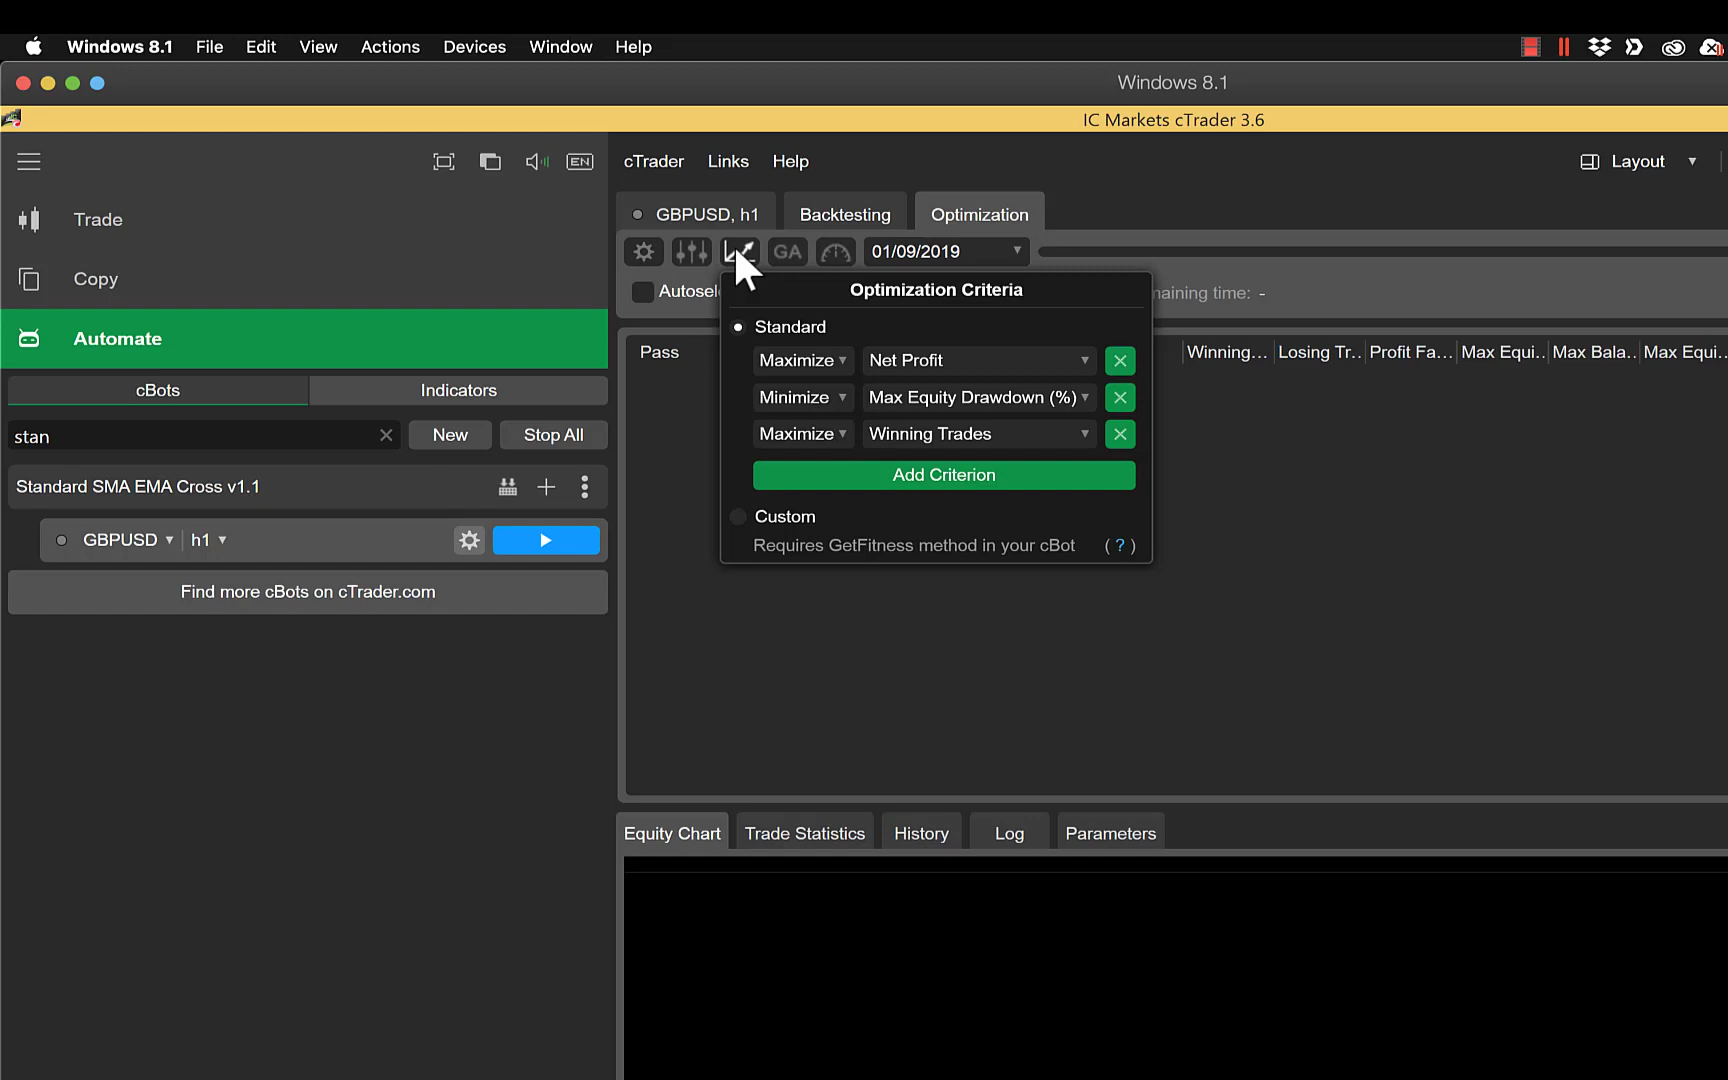 Windows 8.1 File Edit View Actions Devices Window Help
Windows 8.1
IC Markets cTrader 3.6
EN
cTrader Links Help
Layout
Trade
Copy
Automate
cBots Indicators
stan
New Stop All
Standard SMA EMA Cross v1.1
GBPUSD h1
Find more cBots on cTrader.com
GBPUSD, h1 Backtesting Optimization
GA 01/09/2019
-
Optimization Criteria
Standard
Maximize Net Profit
Minimize Max Equity Drawdown (%)
Maximize Winning Trades
Add Criterion
Custom
Requires GetFitness method in your cBot ( ? )
Pass Winning... Losing Tr.. Profit Fa... Max Equi.. Max Bala.. Max Equi..
Equity Chart Trade Statistics History Log Parameters